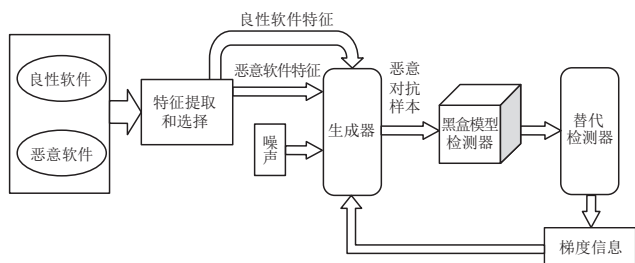 良性软件特征
良性软件
恶意软件
特征提取
和选择
恶意软件特征
噪声
生成器
恶意
对抗
样本
黑盒模型
检测器
替代
检测器
梯度信息